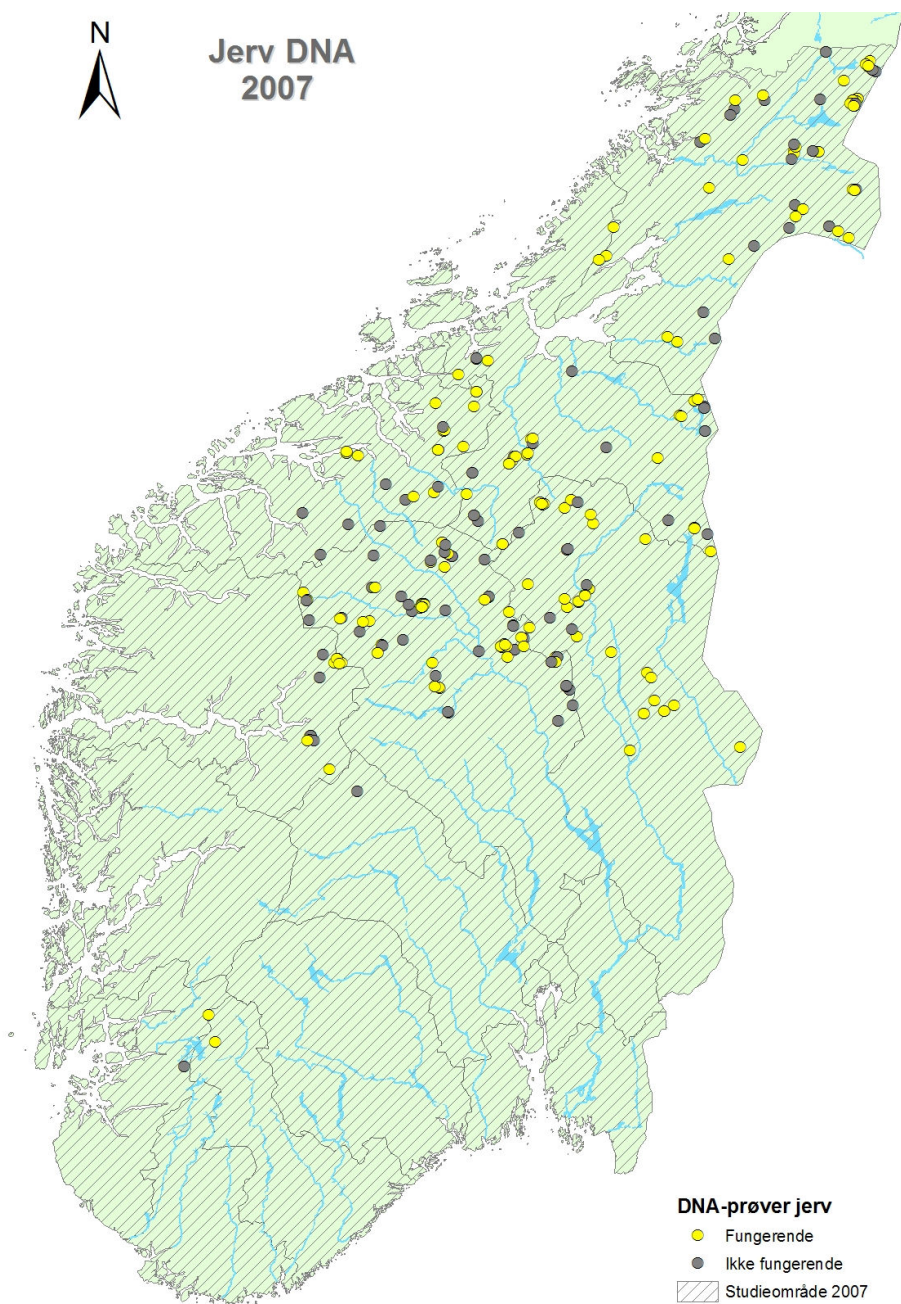 N
Jerv DNA
2007
DNA-prøver jerv
Fungerende
Ikke fungerende
Studieområde 2007